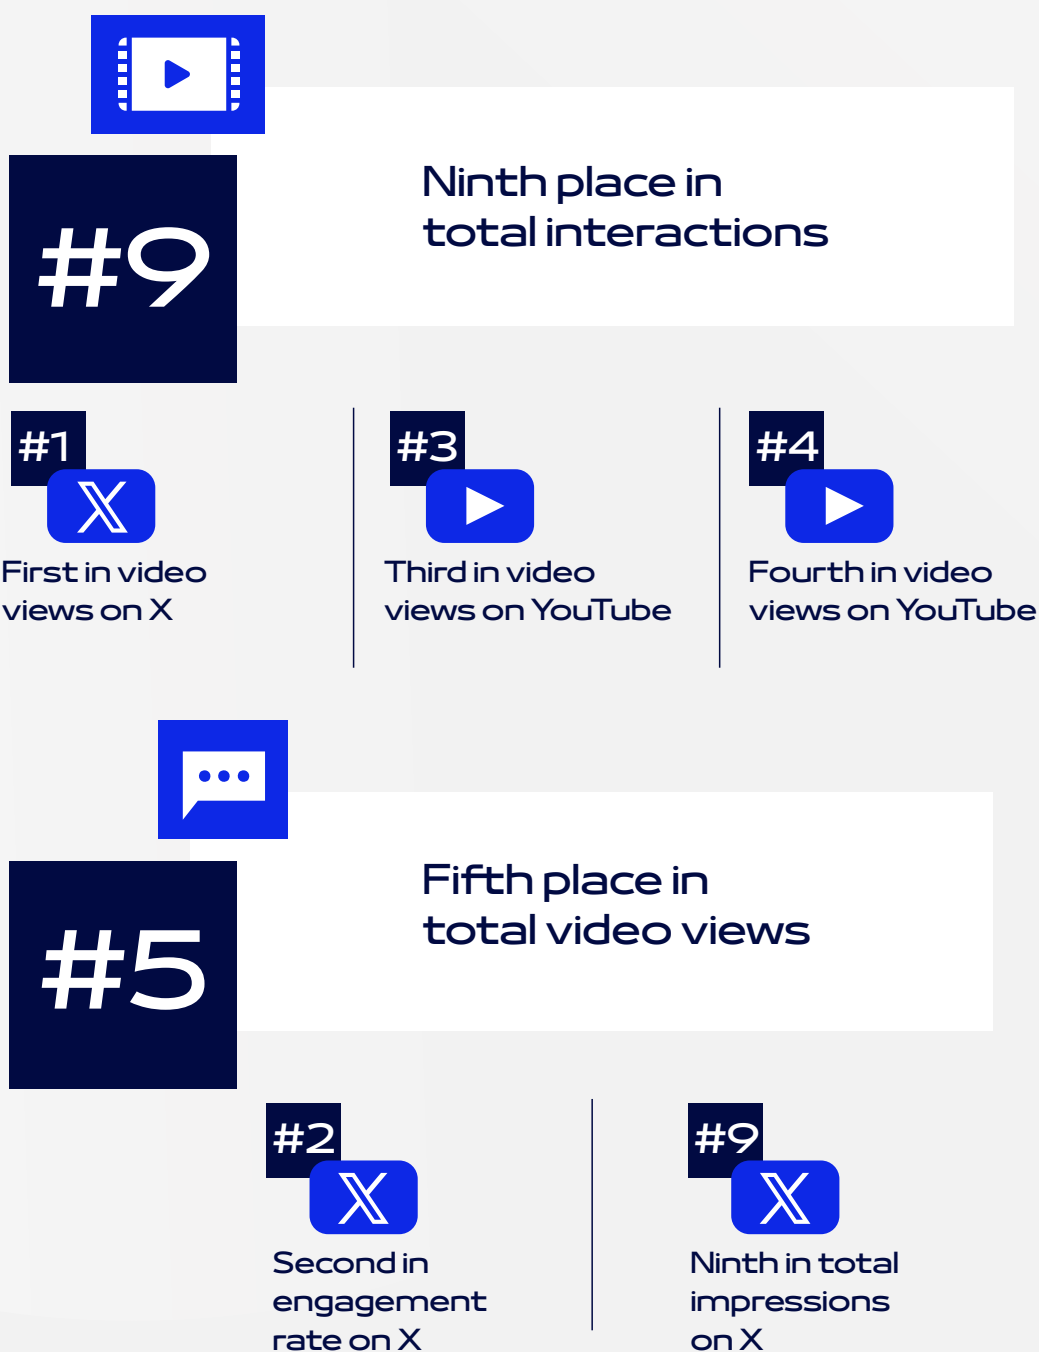 #9
Ninth place in
total interactions
#1
First in video
views on X
#3
Third in video
views on YouTube
#4
Fourth in video
views on YouTube
#5
Fifth place in
total video views
#2
Second in
engagement
rate on X
#9
Ninth in total
impressions
on X